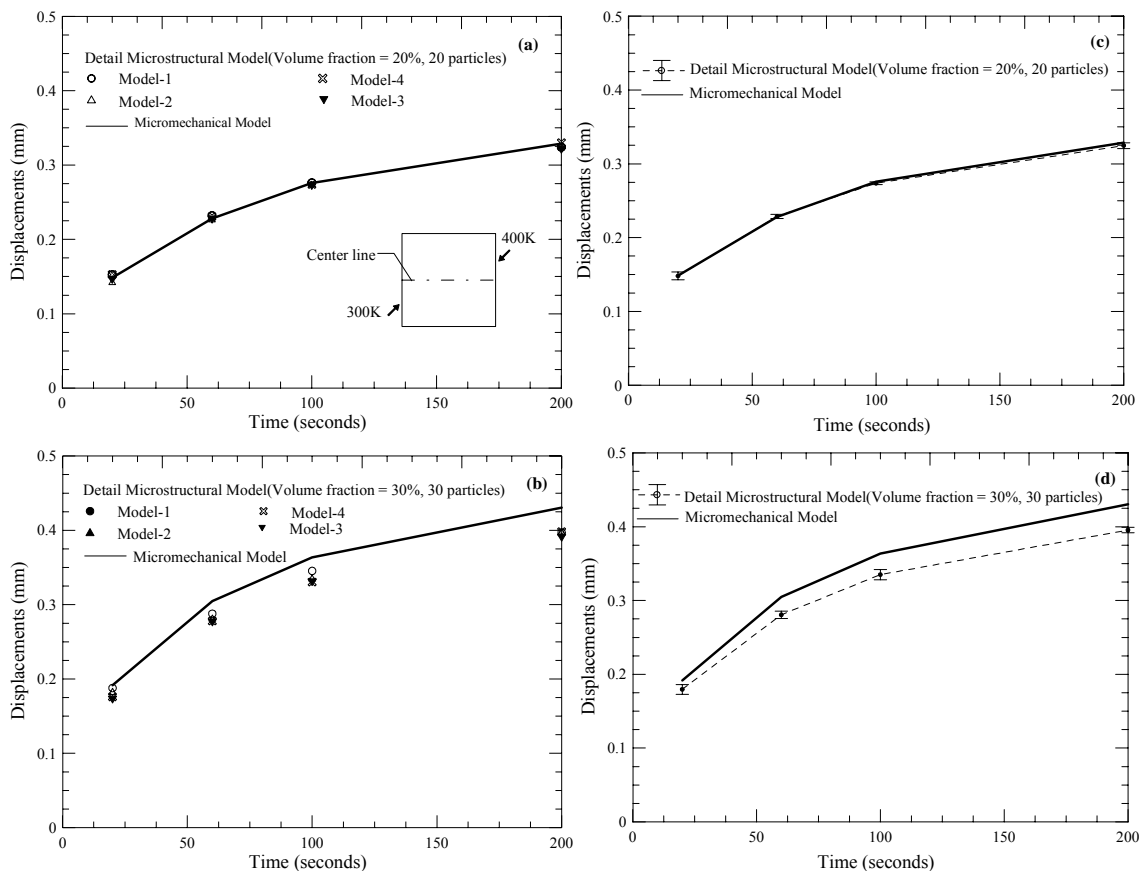 (a)
Detail Microstructural Model(Volume fraction = 20%, 20 particles)
Model-1
Model-4
Model-2
Model-3
Micromechanical Model
Center line
400K
300K
0.5
0.4
0.3
0.2
0.1
0
Displacements (mm)
0
50
100
150
200
Time (seconds)
(c)
Detail Microstructural Model(Volume fraction = 20%, 20 particles)
Micromechanical Model
0.5
0.4
0.3
0.2
0.1
0
Displacements (mm)
0
50
100
150
200
Time (seconds)
(b)
Detail Microstructural Model(Volume fraction = 30%, 30 particles)
Model-1
Model-4
Model-2
Model-3
Micromechanical Model
0.5
0.4
0.3
0.2
0.1
0
Displacements (mm)
0
50
100
150
200
Time (seconds)
(d)
Detail Microstructural Model(Volume fraction = 30%, 30 particles)
Micromechanical Model
0.5
0.4
0.3
0.2
0.1
0
Displacements (mm)
0
50
100
150
200
Time (seconds)